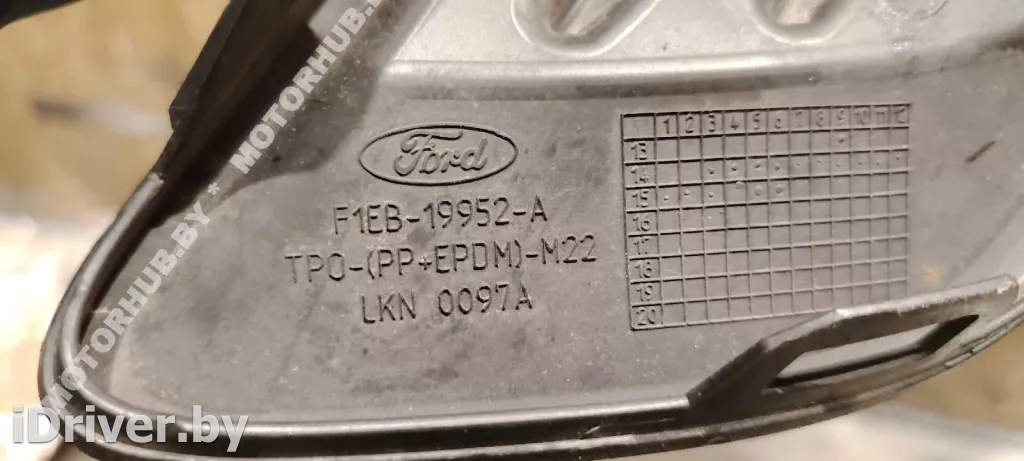 Ford
F1EB-19952-A
TPO-(PP+EPDM)-M22
LKN 0097A
1 2 3 4 5 6 7 8 9 10 11 12
13
14
15
16
17
18
19
20
MOTORHUB.BY * MOTORHUB.BY
iDriver.by